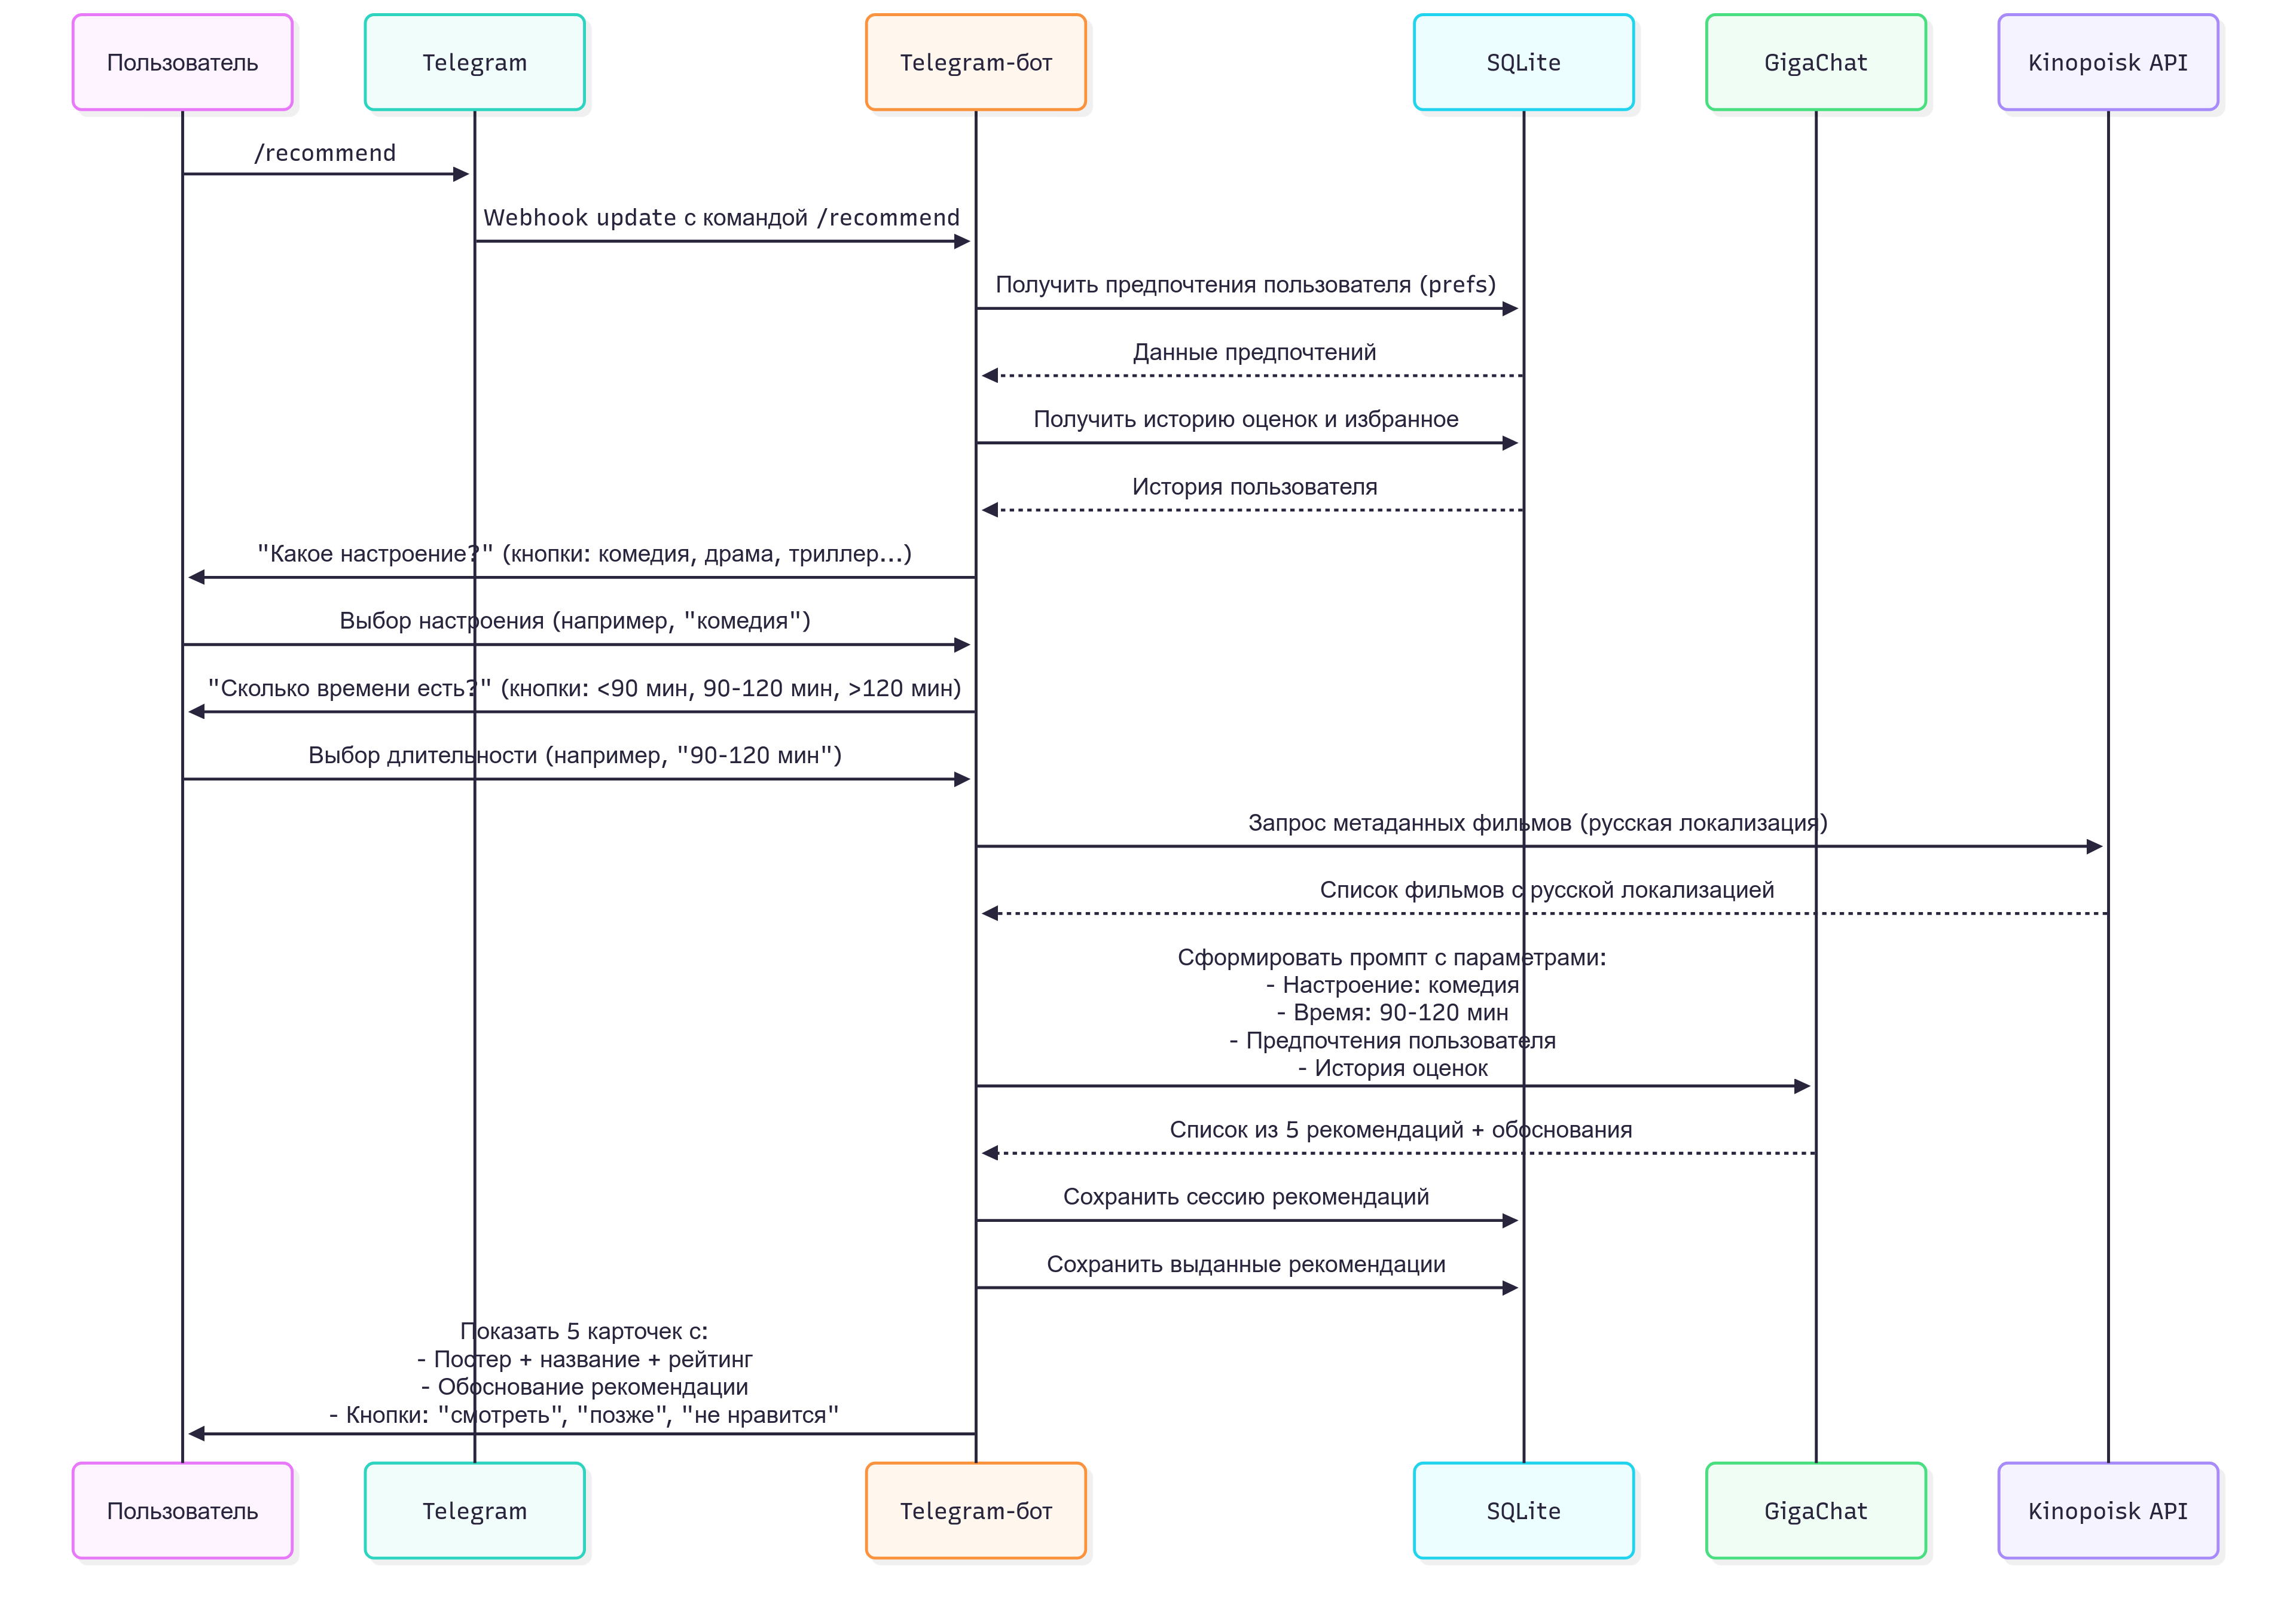 Пользователь
Telegram
Telegram-бот
SQLite
GigaChat
Kinopoisk API
/recommend
Webhook update с командой /recommend
Получить предпочтения пользователя (prefs)
Данные предпочтений
Получить историю оценок и избранное
История пользователя
"Какое настроение?" (кнопки: комедия, драма, триллер...)
Выбор настроения (например, "комедия")
"Сколько времени есть?" (кнопки: <90 мин, 90-120 мин, >120 мин)
Выбор длительности (например, "90-120 мин")
Запрос метаданных фильмов (русская локализация)
Список фильмов с русской локализацией
Сформировать промпт с параметрами:
- Настроение: комедия
- Время: 90-120 мин
- Предпочтения пользователя
- История оценок
Список из 5 рекомендаций + обоснования
Сохранить сессию рекомендаций
Сохранить выданные рекомендации
Показать 5 карточек с:
- Постер + название + рейтинг
- Обоснование рекомендации
- Кнопки: "смотреть", "позже", "не нравится"
Пользователь
Telegram
Telegram-бот
SQLite
GigaChat
Kinopoisk API